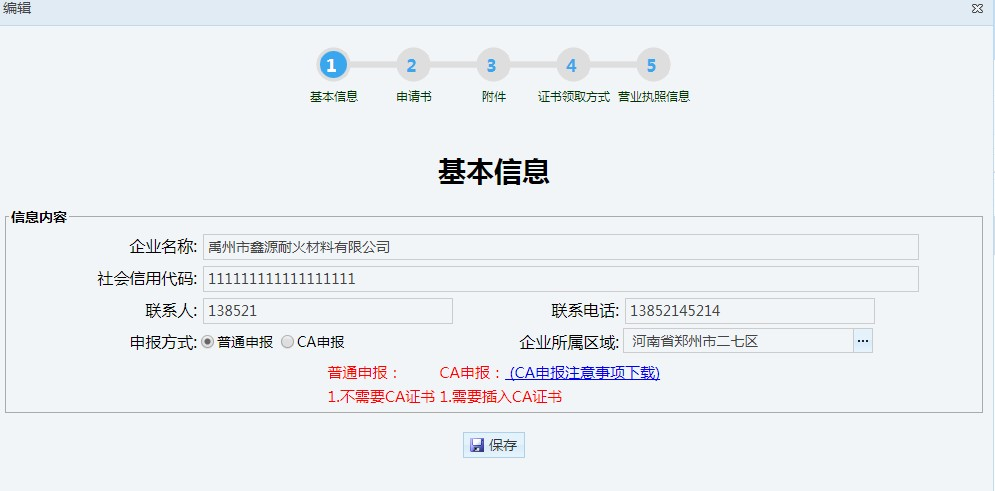 编辑
1 2 3 4 5
基本信息 申请书 附件 证书领取方式 营业执照信息
基本信息
信息内容
企业名称: 禹州市鑫源耐火材料有限公司
社会信用代码: 111111111111111111
联系人: 138521 联系电话: 13852145214
申报方式: 普通申报 CA申报 企业所属区域: 河南省郑州市二七区 ...
普通申报： CA申报： (CA申报注意事项下载)
1.不需要CA证书 1.需要插入CA证书
保存